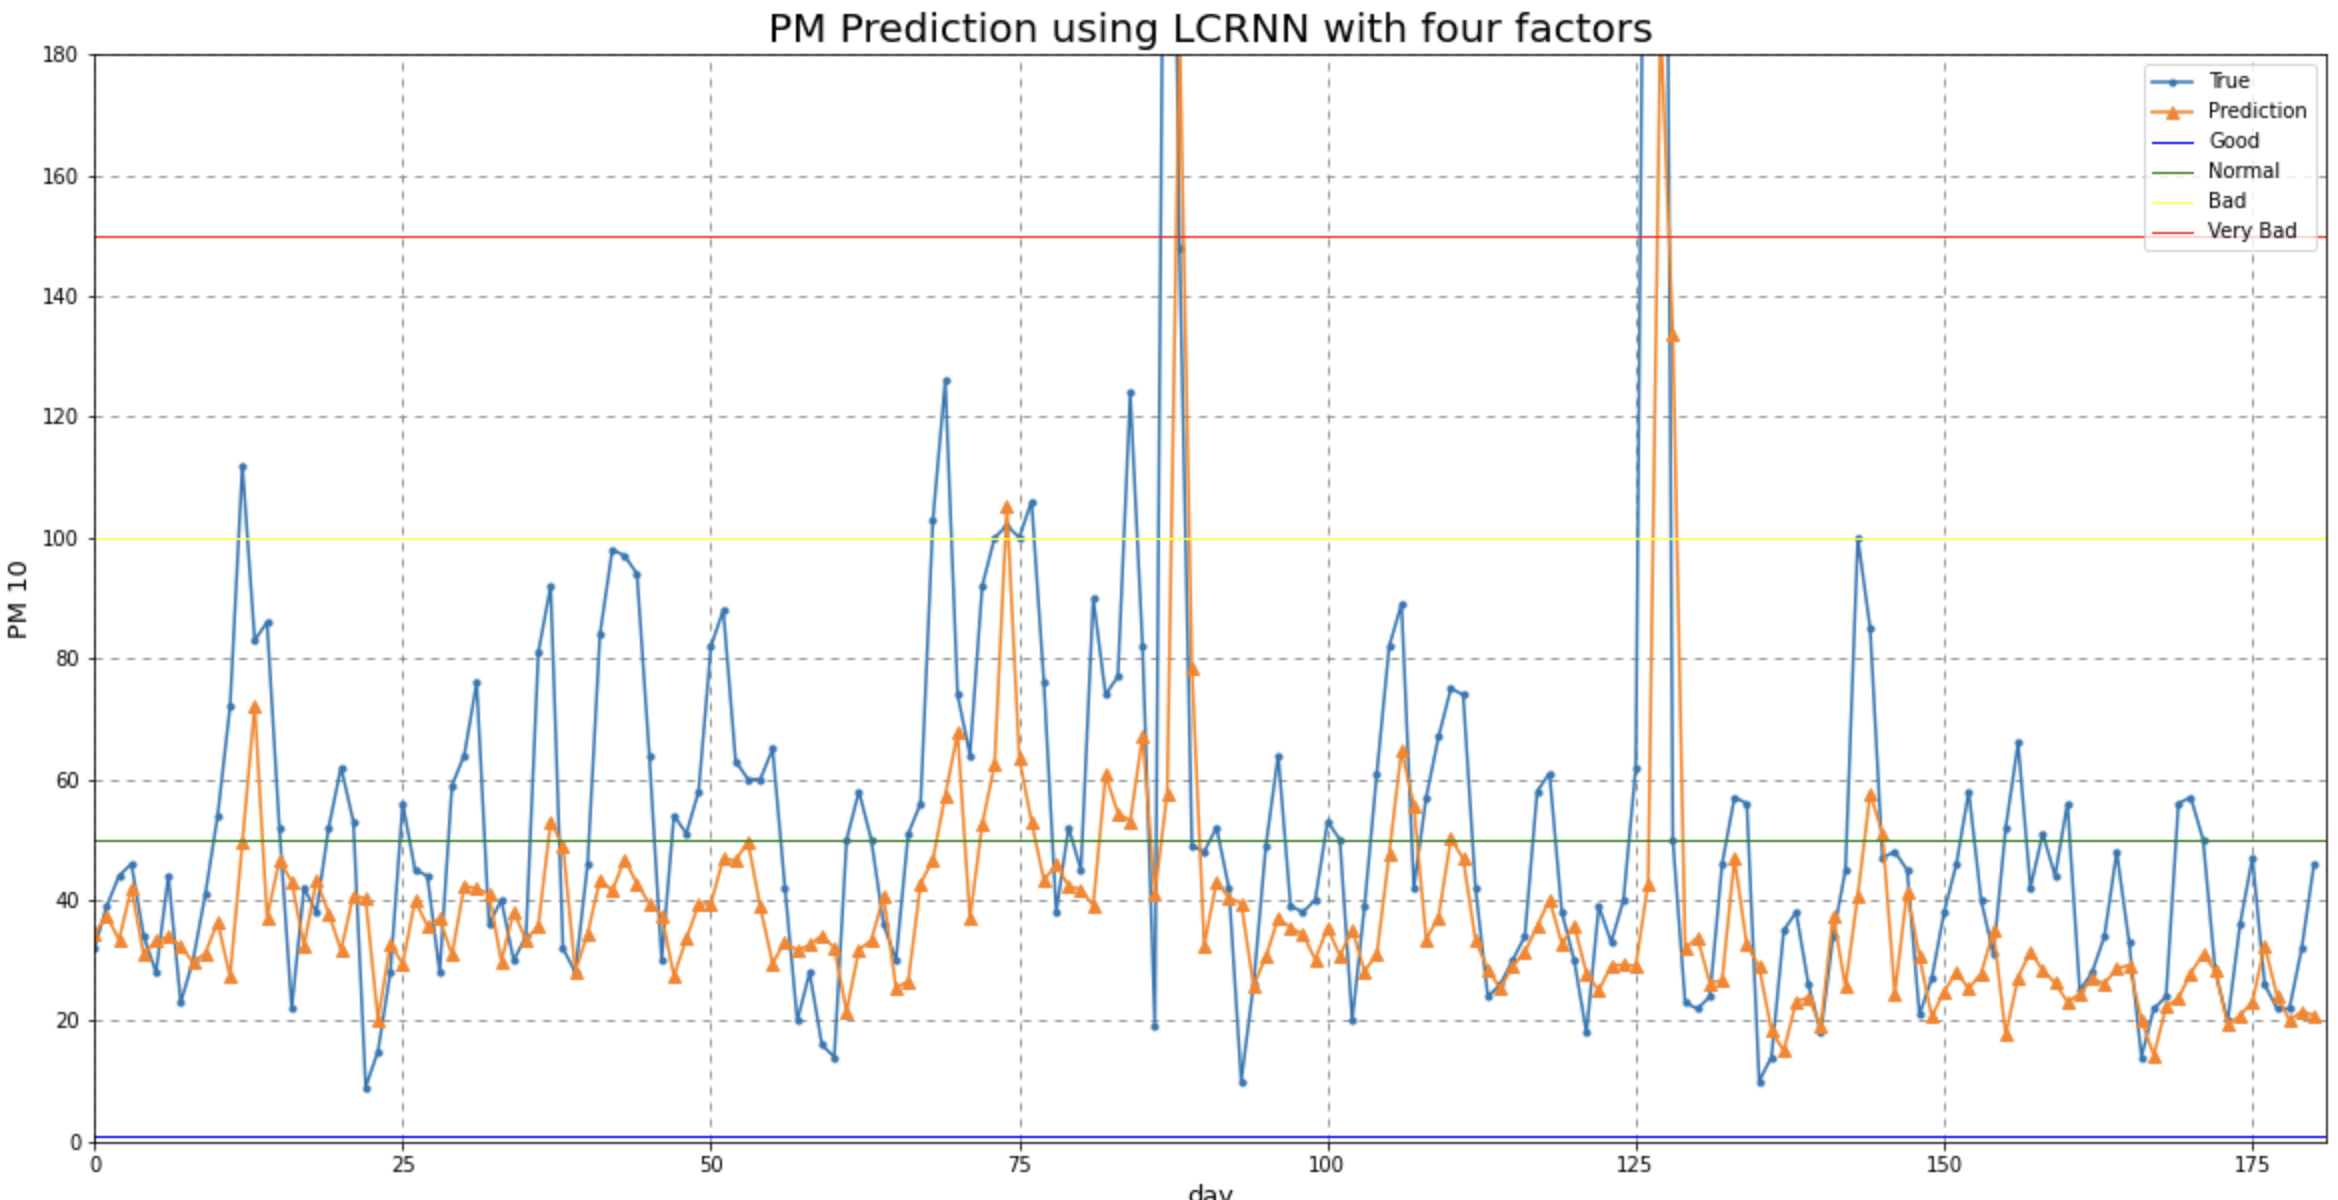 PM Prediction using LCRNN with four factors
True
Prediction
Good
Normal
Bad
Very Bad
180
160
140
120
100
80
60
40
20
0
PM 10
0 25 50 75 100 125 150 175
day